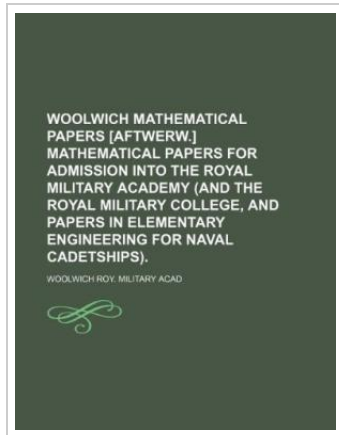 WOOLWICH MATHEMATICAL
PAPERS [AFTWERW.]
MATHEMATICAL PAPERS FOR
ADMISSION INTO THE ROYAL
MILITARY ACADEMY (AND THE
ROYAL MILITARY COLLEGE, AND
PAPERS IN ELEMENTARY
ENGINEERING FOR NAVAL
CADETSHIPS).
WOOLWICH ROY. MILITARY ACAD